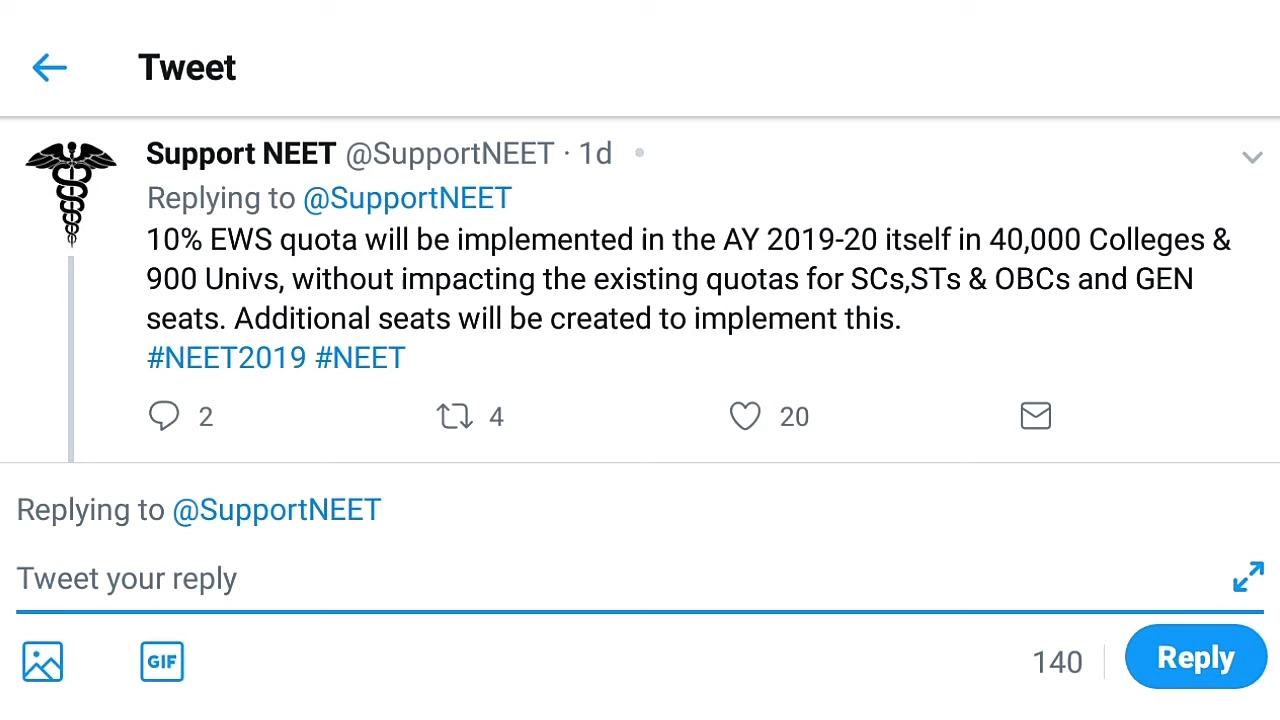 Tweet
Support NEET @SupportNEET · 1d
Replying to @SupportNEET
10% EWS quota will be implemented in the AY 2019-20 itself in 40,000 Colleges &
900 Univs, without impacting the existing quotas for SCs,STs & OBCs and GEN
seats. Additional seats will be created to implement this.
#NEET2019 #NEET
2 4 20
Replying to @SupportNEET
Tweet your reply
GIF 140 Reply